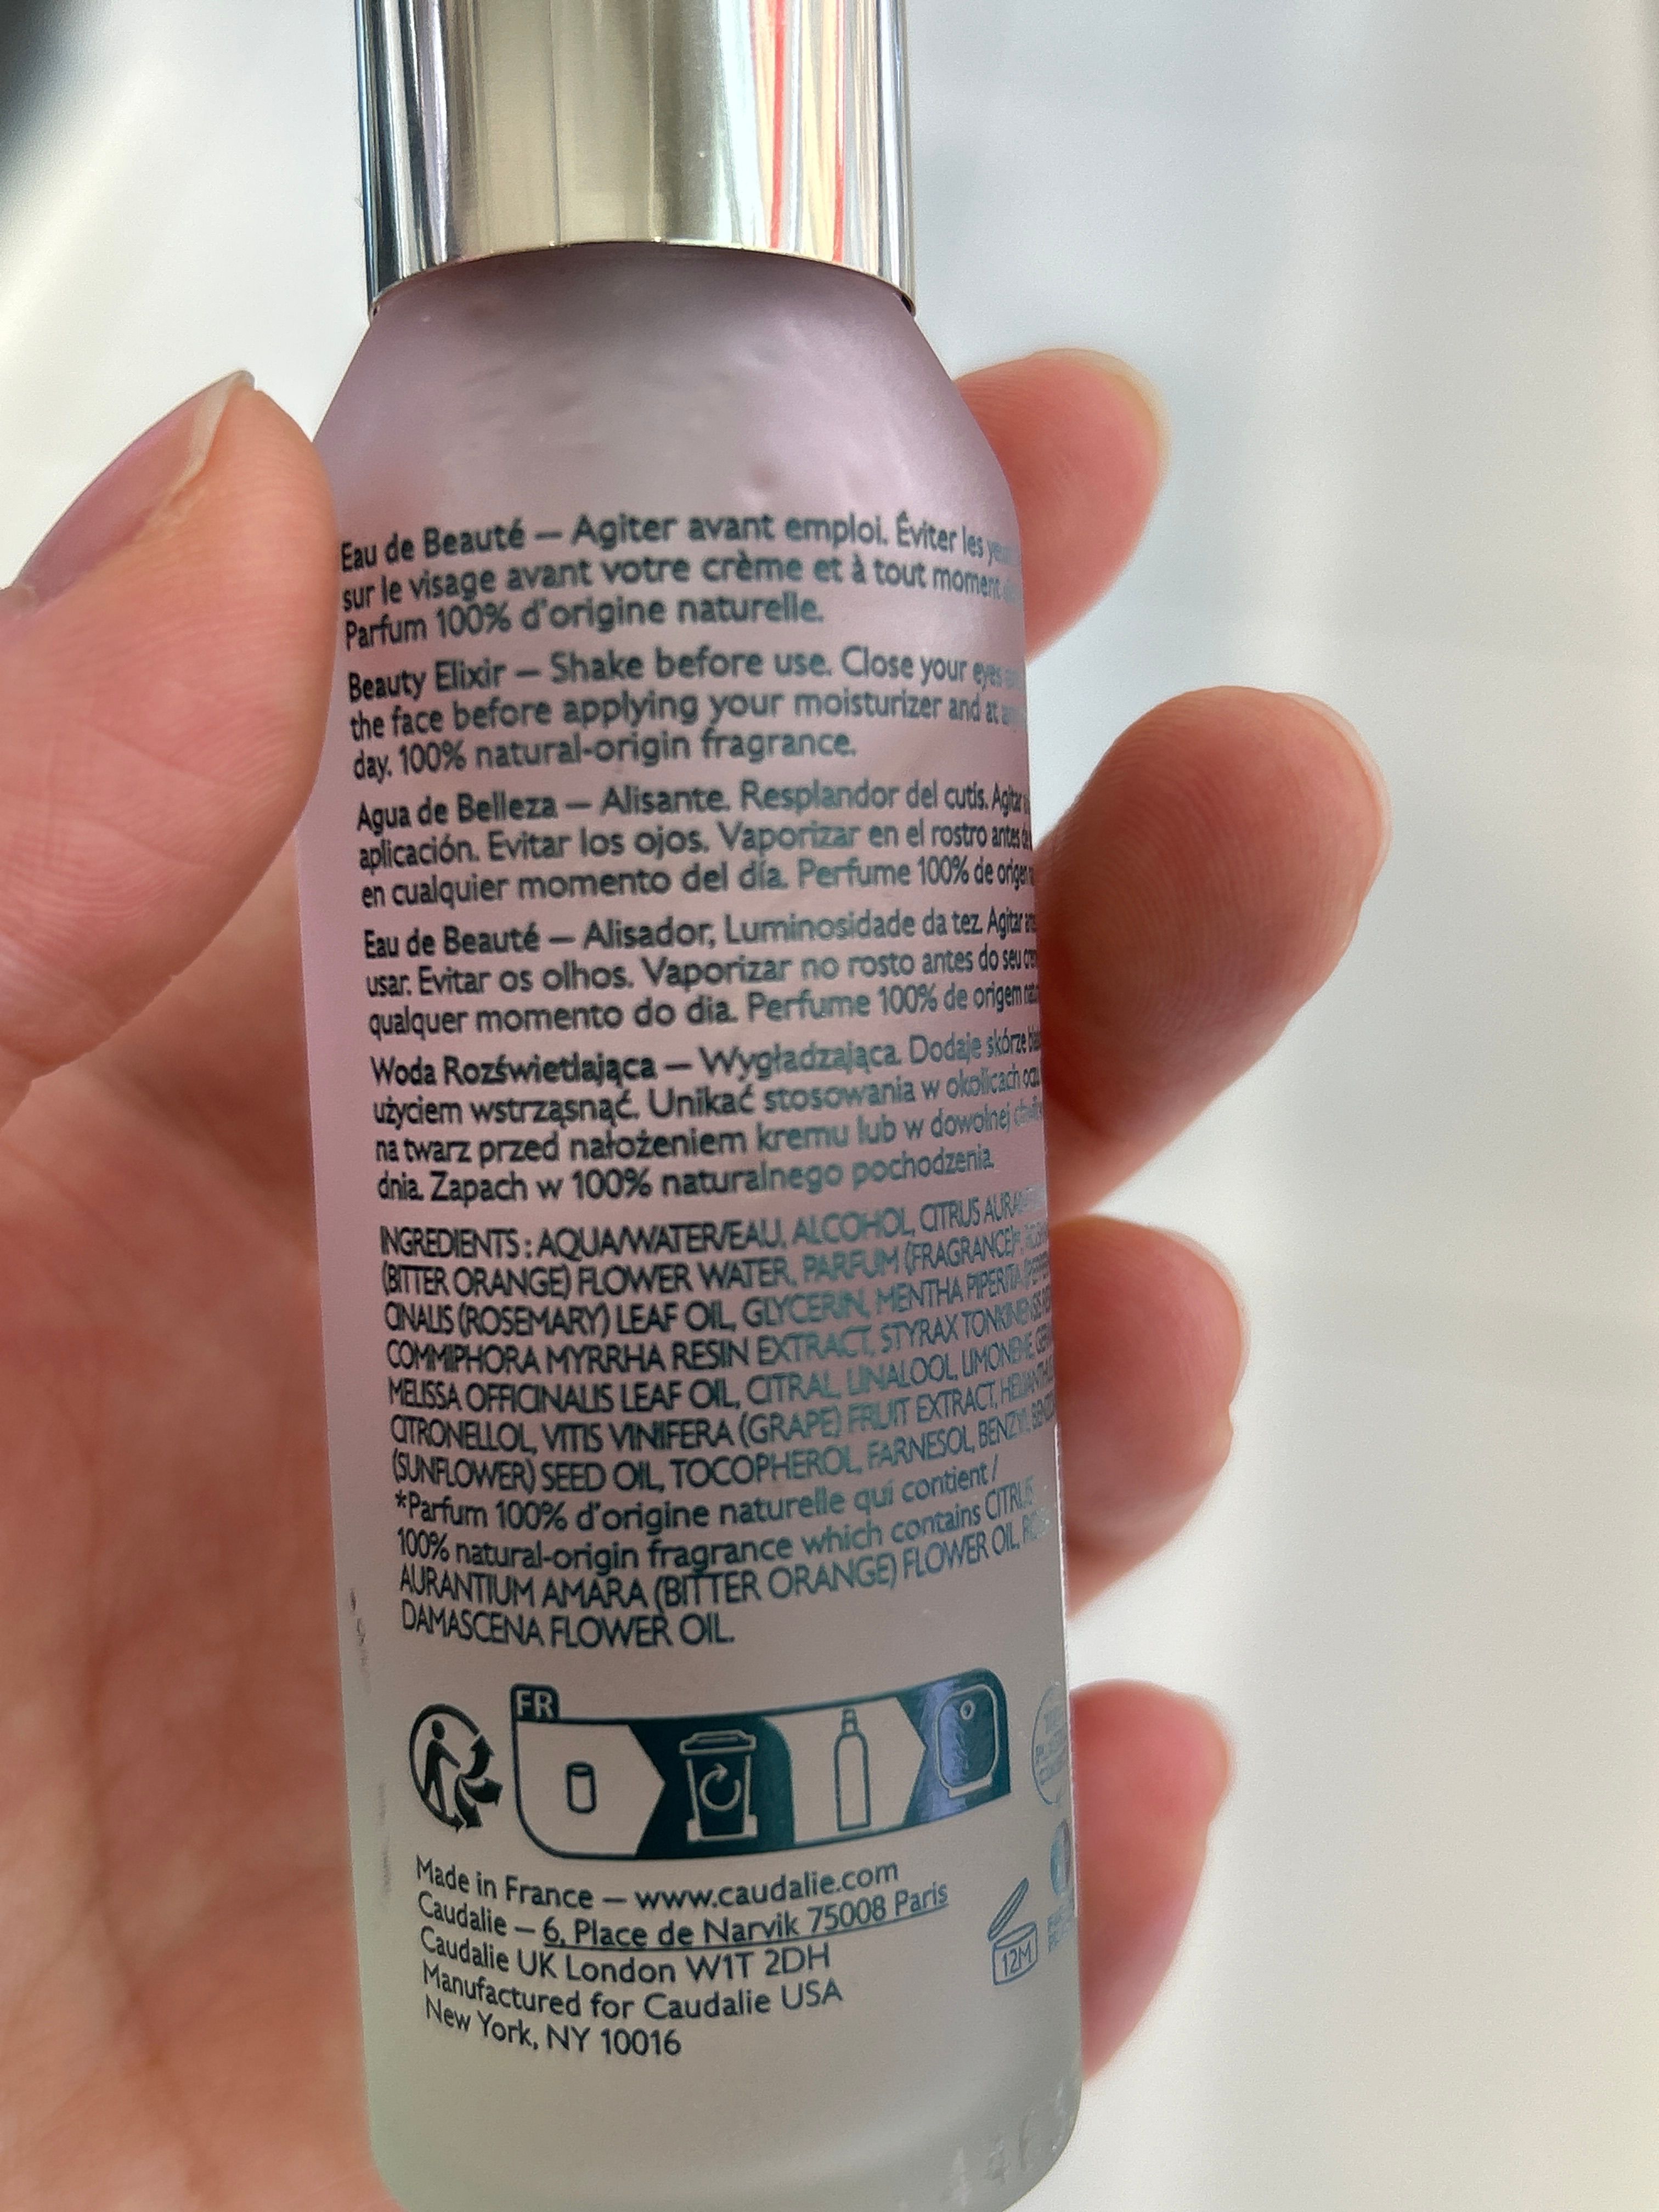 Eau de Beauté — Agiter avant emploi. Éviter les
sur le visage avant votre crème et à tout moment
Parfum 100% d'origine naturelle.
Beauty Elixir — Shake before use. Close your eyes
the face before applying your moisturizer and at
day. 100% natural-origin fragrance.
Agua de Belleza — Alisante. Resplandor del cutis. Agitar
aplicación. Evitar los ojos. Vaporizar en el rostro antes
en cualquier momento del día. Perfume 100% de origen
Eau de Beauté — Alisador, Luminosidade da tez. Agitar
usar. Evitar os olhos. Vaporizar no rosto antes do seu
qualquer momento do dia. Perfume 100% de origem
Woda Rozświetlająca — Wygładzająca. Dodaje skórze
użyciem wstrząsnąć. Unikać stosowania w okolicach
na twarz przed nałożeniem kremu lub w dowolnej
dnia. Zapach w 100% naturalnego pochodzenia.
INGREDIENTS : AQUA/WATER/EAU, ALCOHOL, CITRUS
(BITTER ORANGE) FLOWER WATER, PARFUM (FRAGRANCE)*,
CINALIS (ROSEMARY) LEAF OIL, GLYCERIN, MENTHA PIPERITA
COMMIPHORA MYRRHA RESIN EXTRACT, STYRAX TONKINENSIS
MELISSA OFFICINALIS LEAF OIL, CITRAL, LINALOOL, LIMONENE,
CITRONELLOL, VITIS VINIFERA (GRAPE) FRUIT EXTRACT,
(SUNFLOWER) SEED OIL, TOCOPHEROL, FARNESOL, BENZYL
*Parfum 100% d'origine naturelle qui contient /
100% natural-origin fragrance which contains CITRUS
AURANTIUM AMARA (BITTER ORANGE) FLOWER OIL,
DAMASCENA FLOWER OIL.
FR
Made in France — www.caudalie.com
Caudalie — 6, Place de Narvik 75008 Paris
Caudalie UK London W1T 2DH
Manufactured for Caudalie USA
New York, NY 10016
12M